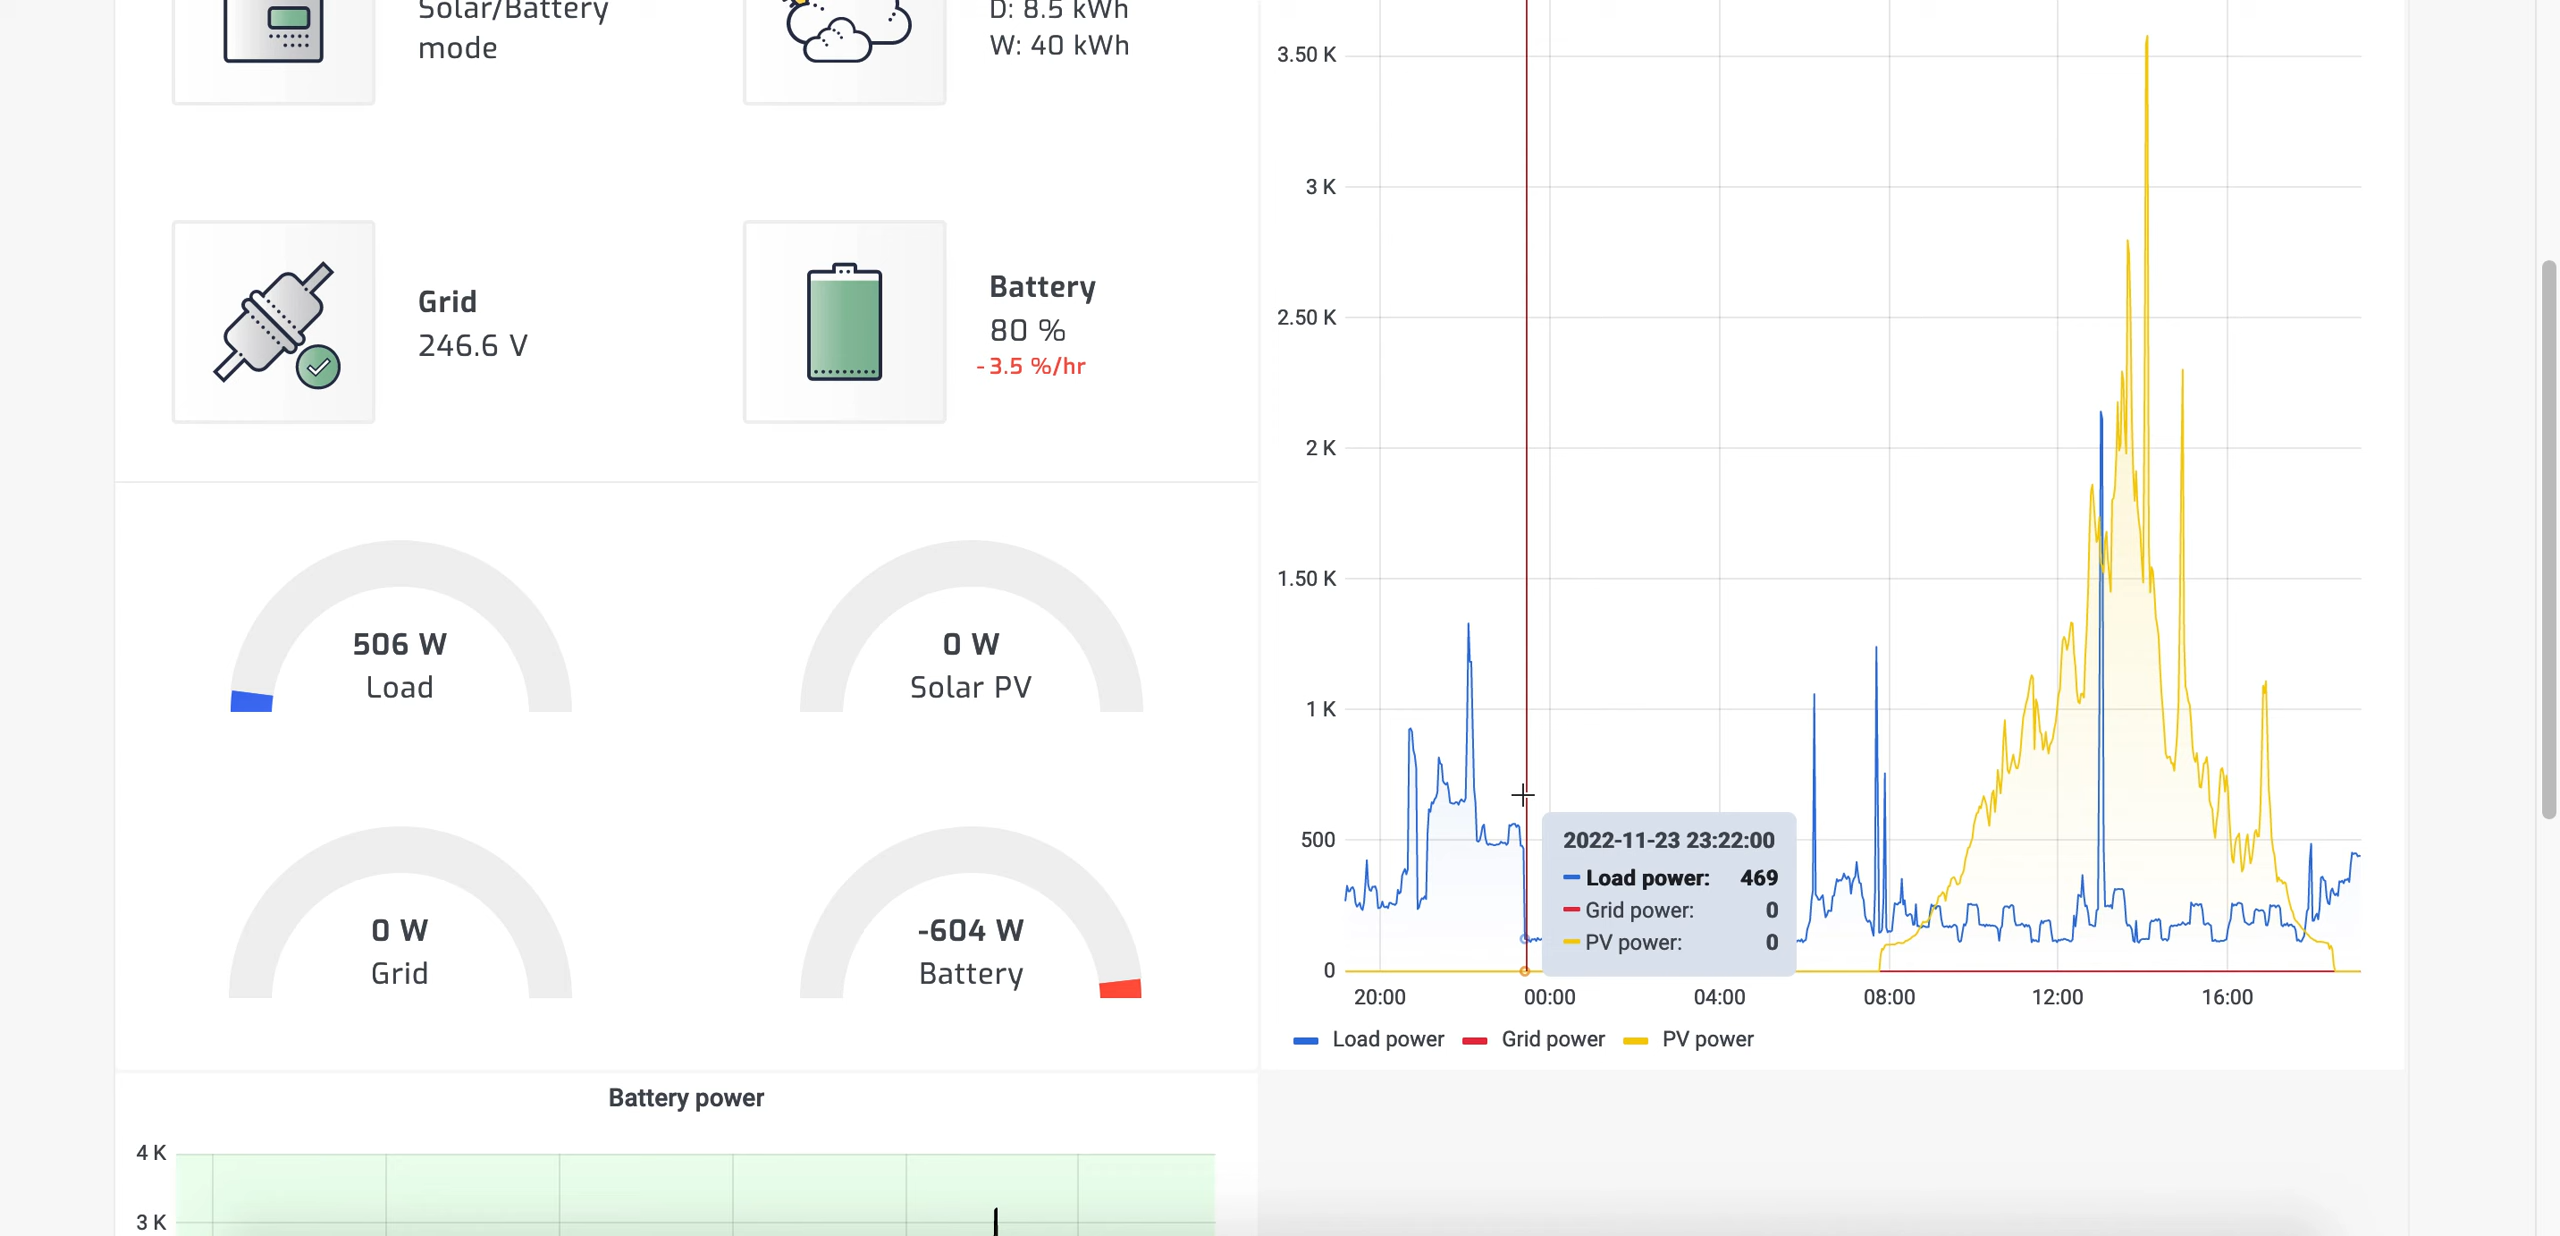 Solar/Battery
mode
D: 8.5 kWh
W: 40 kWh
Grid
246.6 V
Battery
80 %
- 3.5 %/hr
506 W
Load
0 W
Solar PV
0 W
Grid
-604 W
Battery
3.50 K
3 K
2.50 K
2 K
1.50 K
1 K
500
0
2022-11-23 23:22:00
Load power: 469
Grid power: 0
PV power: 0
20:00 00:00 04:00 08:00 12:00 16:00
Load power Grid power PV power
Battery power
4 K
3 K